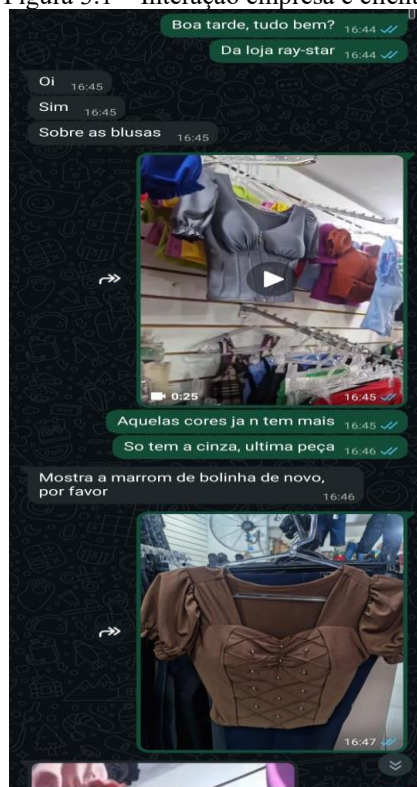 Figura 3.1 – Interação empresa e client
Boa tarde, tudo bem? 16:44
Da loja ray-star 16:44
Oi 16:45
Sim 16:45
Sobre as blusas 16:45
0:25 16:45
Aquelas cores ja n tem mais 16:45
So tem a cinza, ultima peça 16:46
Mostra a marrom de bolinha de novo,
por favor 16:46
16:47